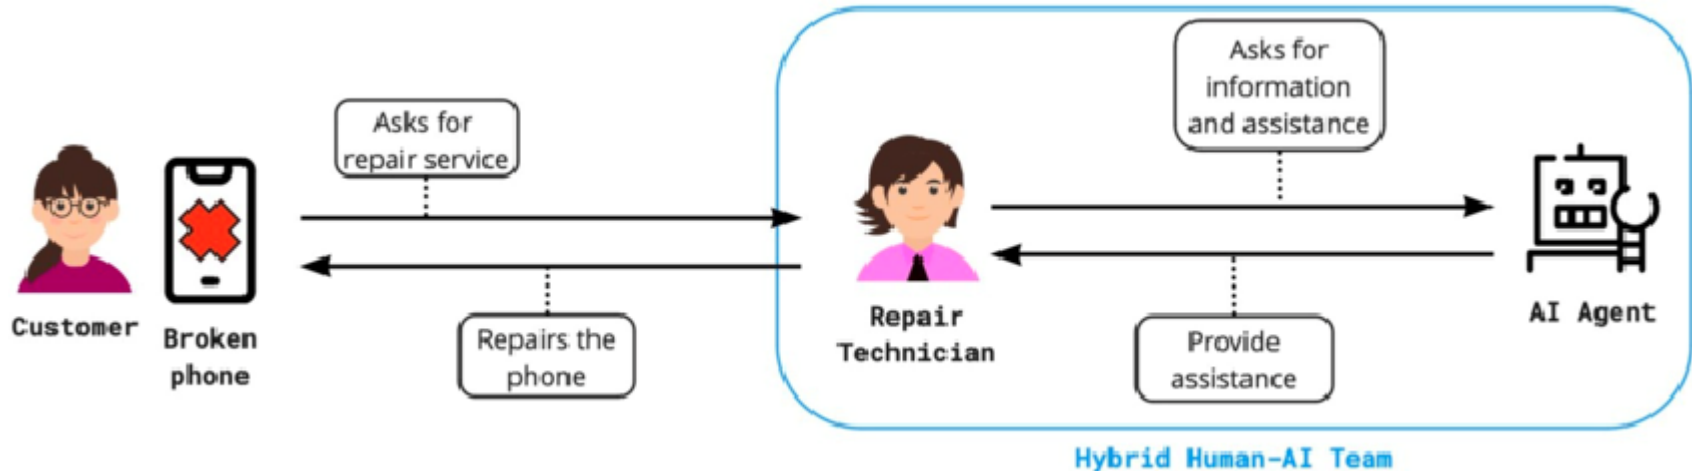 Asks for
repair service
Asks for
information
and assistance
Customer
Broken
phone
Repairs the
phone
Repair
Technician
Provide
assistance
AI Agent
Hybrid Human-AI Team